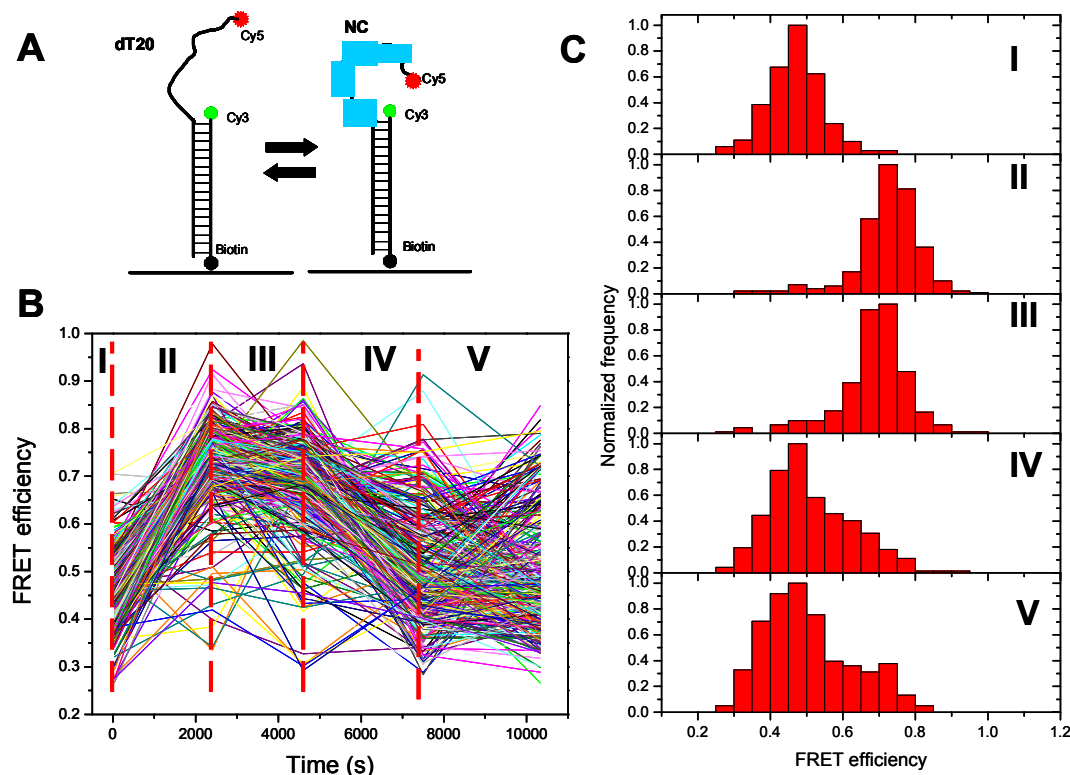 A
dT20
Cy5
Cy3
Biotin
NC
Cy5
Cy3
Biotin
B
I
II
III
IV
V
1.0
0.9
0.8
0.7
0.6
0.5
0.4
0.3
0.2
FRET efficiency
0 2000 4000 6000 8000 10000
Time (s)
C
Normalized frequency
I
1.0
0.8
0.6
0.4
0.2
0.0
II
1.0
0.8
0.6
0.4
0.2
0.0
III
1.0
0.8
0.6
0.4
0.2
0.0
IV
1.0
0.8
0.6
0.4
0.2
0.0
V
1.0
0.8
0.6
0.4
0.2
0.0
0.2 0.4 0.6 0.8 1.0 1.2
FRET efficiency